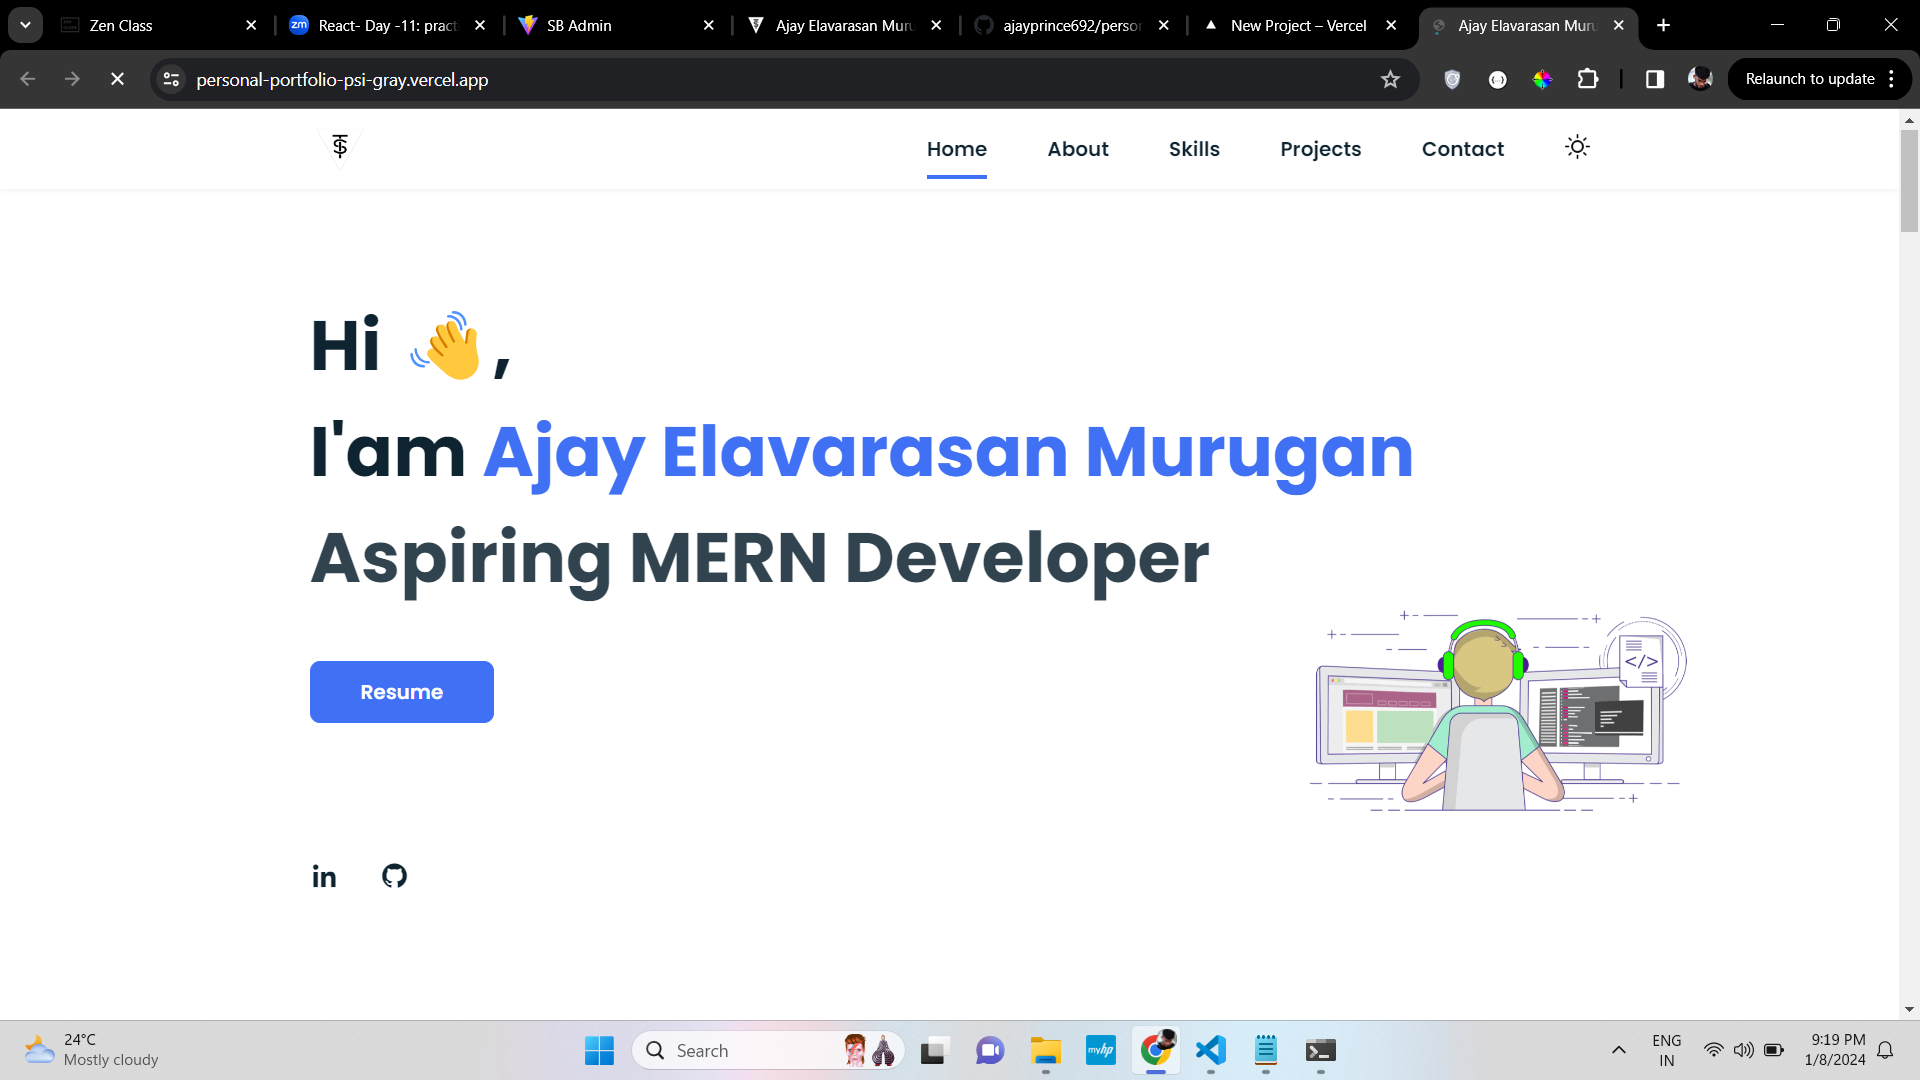 Zen Class
React- Day -11: pract
SB Admin
Ajay Elavarasan Muru
ajayprince692/person
New Project – Vercel
Ajay Elavarasan Muru
personal-portfolio-psi-gray.vercel.app
Relaunch to update
Home
About
Skills
Projects
Contact
Hi 👋,
I'am Ajay Elavarasan Murugan
Aspiring MERN Developer
Resume
</>
in
24°C
Mostly cloudy
Search
myhp
ENG
IN
9:19 PM
1/8/2024